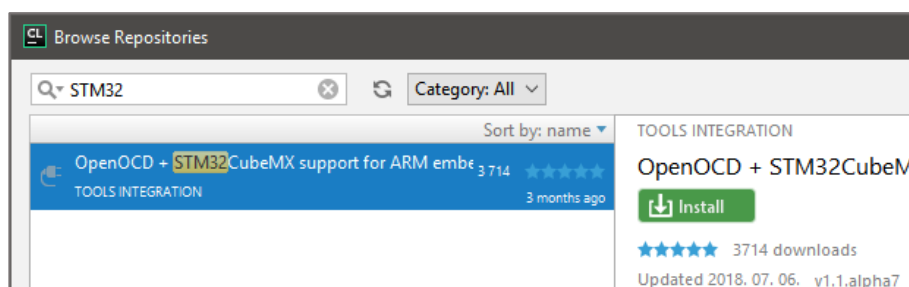 CL Browse Repositories
STM32 Category: All
Sort by: name
OpenOCD + STM32CubeMX support for ARM embe 3 714
TOOLS INTEGRATION 3 months ago
TOOLS INTEGRATION
OpenOCD + STM32CubeM
Install
3714 downloads
Updated 2018. 07. 06. v1.1.alpha7